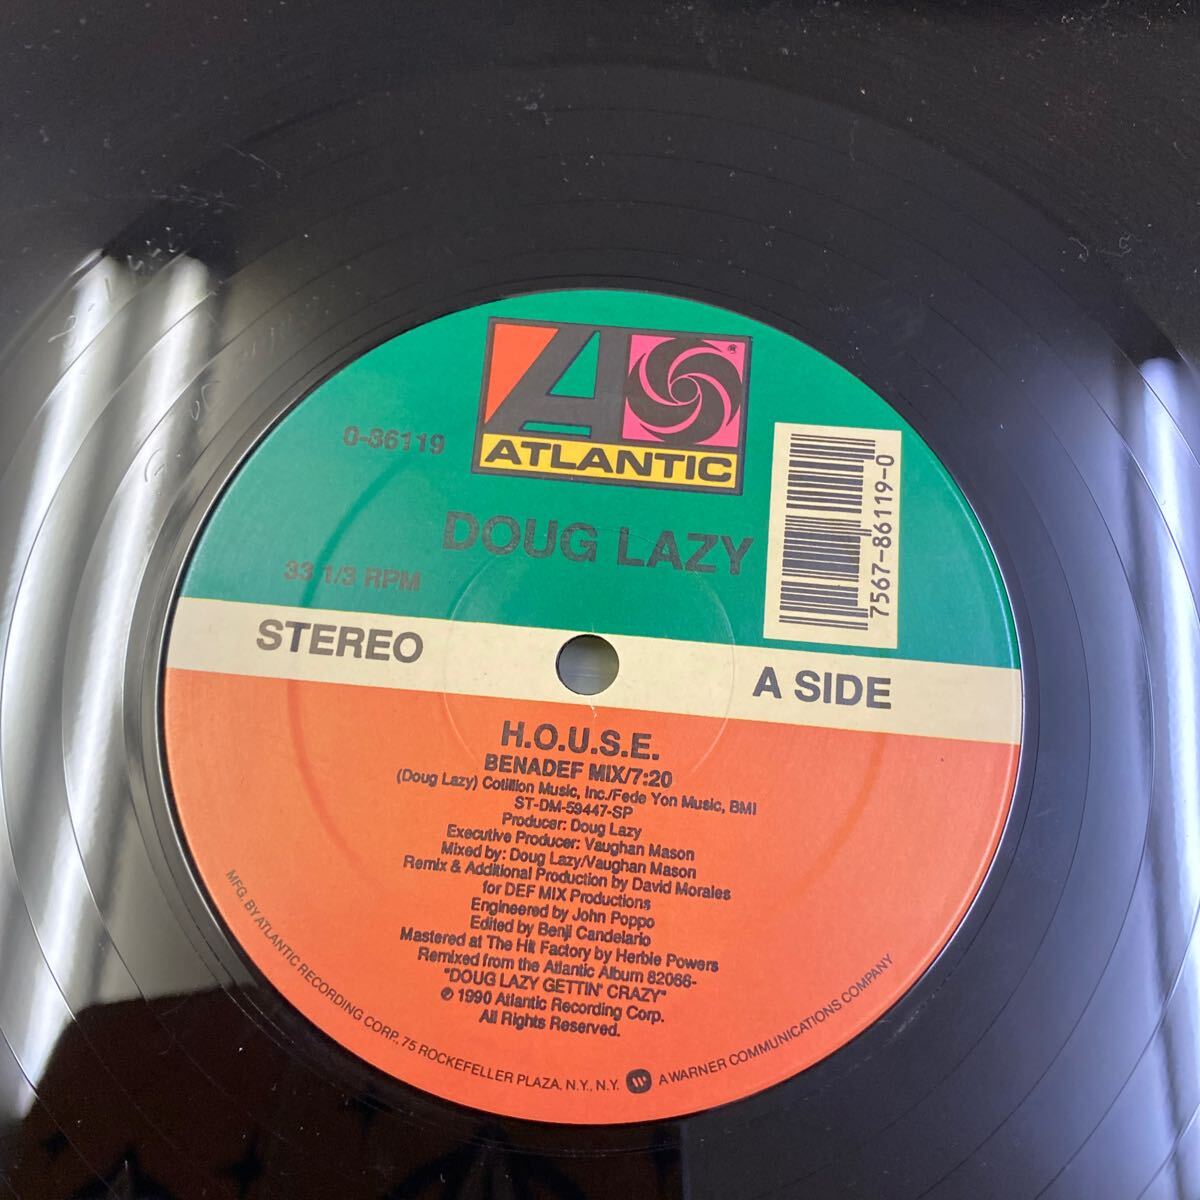 ATLANTIC
®
0-86119
DOUG LAZY
33 1/3 RPM
7567-86119-0
STEREO
A SIDE
H.O.U.S.E.
BENADEF MIX/7:20
(Doug Lazy) Cotillion Music, Inc./Fede Yon Music, BMI
ST-DM-59447-SP
Producer: Doug Lazy
Executive Producer: Vaughan Mason
Mixed by: Doug Lazy/Vaughan Mason
Remix & Additional Production by David Morales
for DEF MIX Productions
Engineered by John Poppo
Edited by Benji Candelario
Mastered at The Hit Factory by Herbie Powers
Remixed from the Atlantic Album 82066-
"DOUG LAZY GETTIN' CRAZY"
℗ 1990 Atlantic Recording Corp.
All Rights Reserved.
MFG. BY ATLANTIC RECORDING CORP., 75 ROCKEFELLER PLAZA, N.Y., N.Y. A WARNER COMMUNICATIONS COMPANY